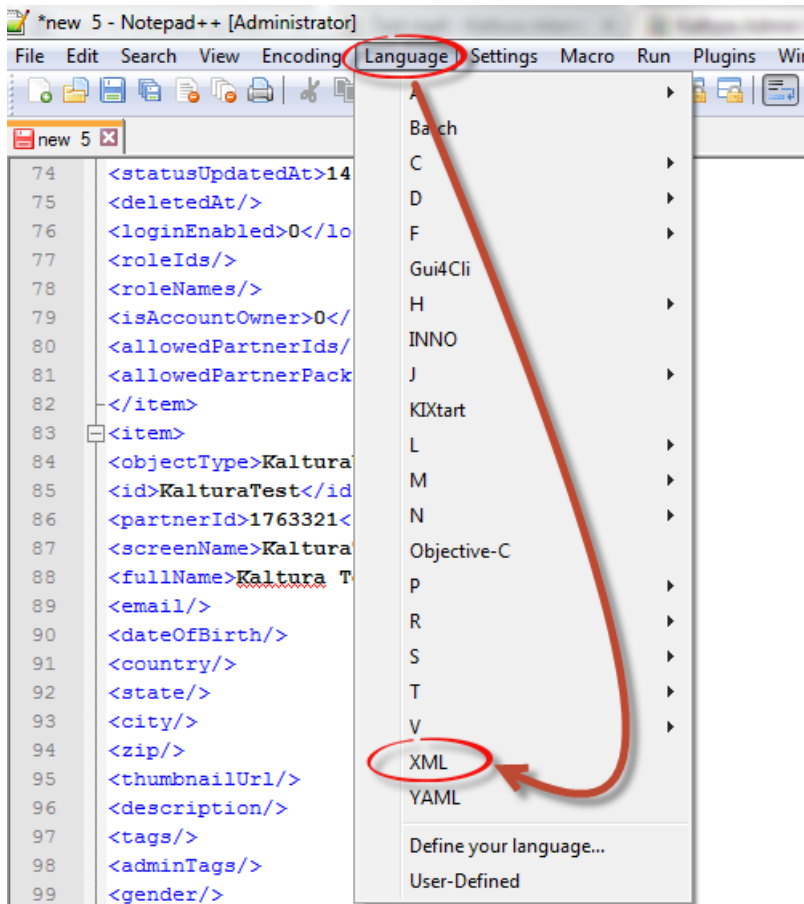 *new 5 - Notepad++ [Administrator]
File Edit Search View Encoding Language Settings Macro Run Plugins
new 5
74 <statusUpdatedAt>14
75 <deletedAt/>
76 <loginEnabled>0</lo
77 <roleIds/>
78 <roleNames/>
79 <isAccountOwner>0</
80 <allowedPartnerIds/
81 <allowedPartnerPack
82 </item>
83 <item>
84 <objectType>Kaltura
85 <id>KalturaTest</id
86 <partnerId>1763321<
87 <screenName>Kaltura
88 <fullName>Kaltura T
89 <email/>
90 <dateOfBirth/>
91 <country/>
92 <state/>
93 <city/>
94 <zip/>
95 <thumbnailUrl/>
96 <description/>
97 <tags/>
98 <adminTags/>
99 <gender/>
A
Batch
C
D
F
Gui4Cli
H
INNO
J
KIXtart
L
M
N
Objective-C
P
R
S
T
V
XML
YAML
Define your language...
User-Defined